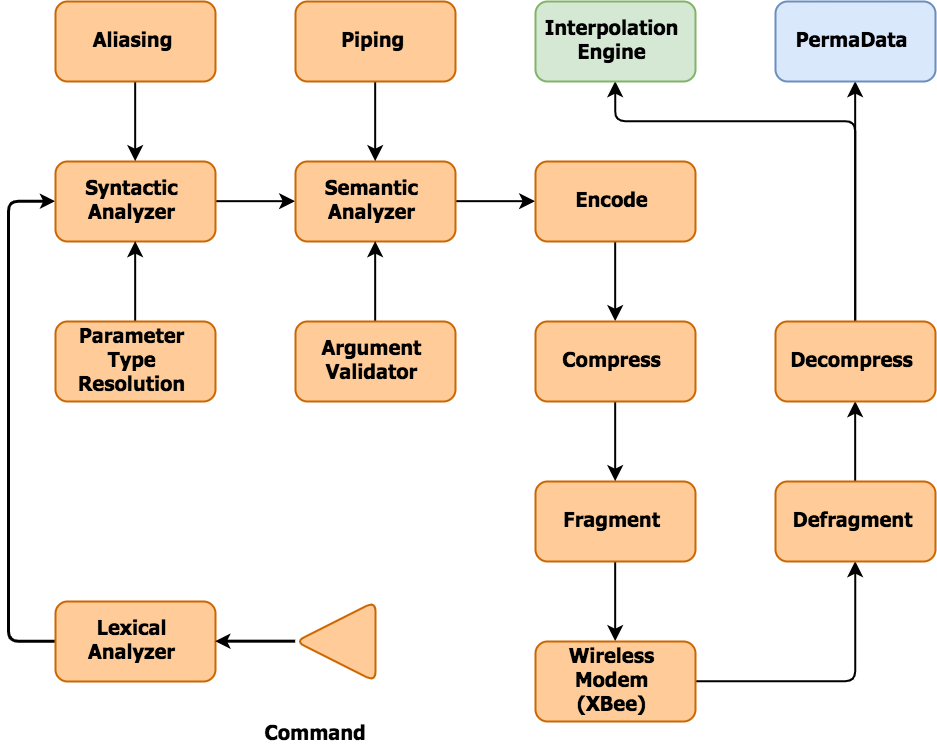 Aliasing
Piping
Interpolation
Engine
PermaData
Syntactic
Analyzer
Semantic
Analyzer
Encode
Parameter
Type
Resolution
Argument
Validator
Compress
Decompress
Fragment
Defragment
Lexical
Analyzer
Wireless
Modem
(XBee)
Command